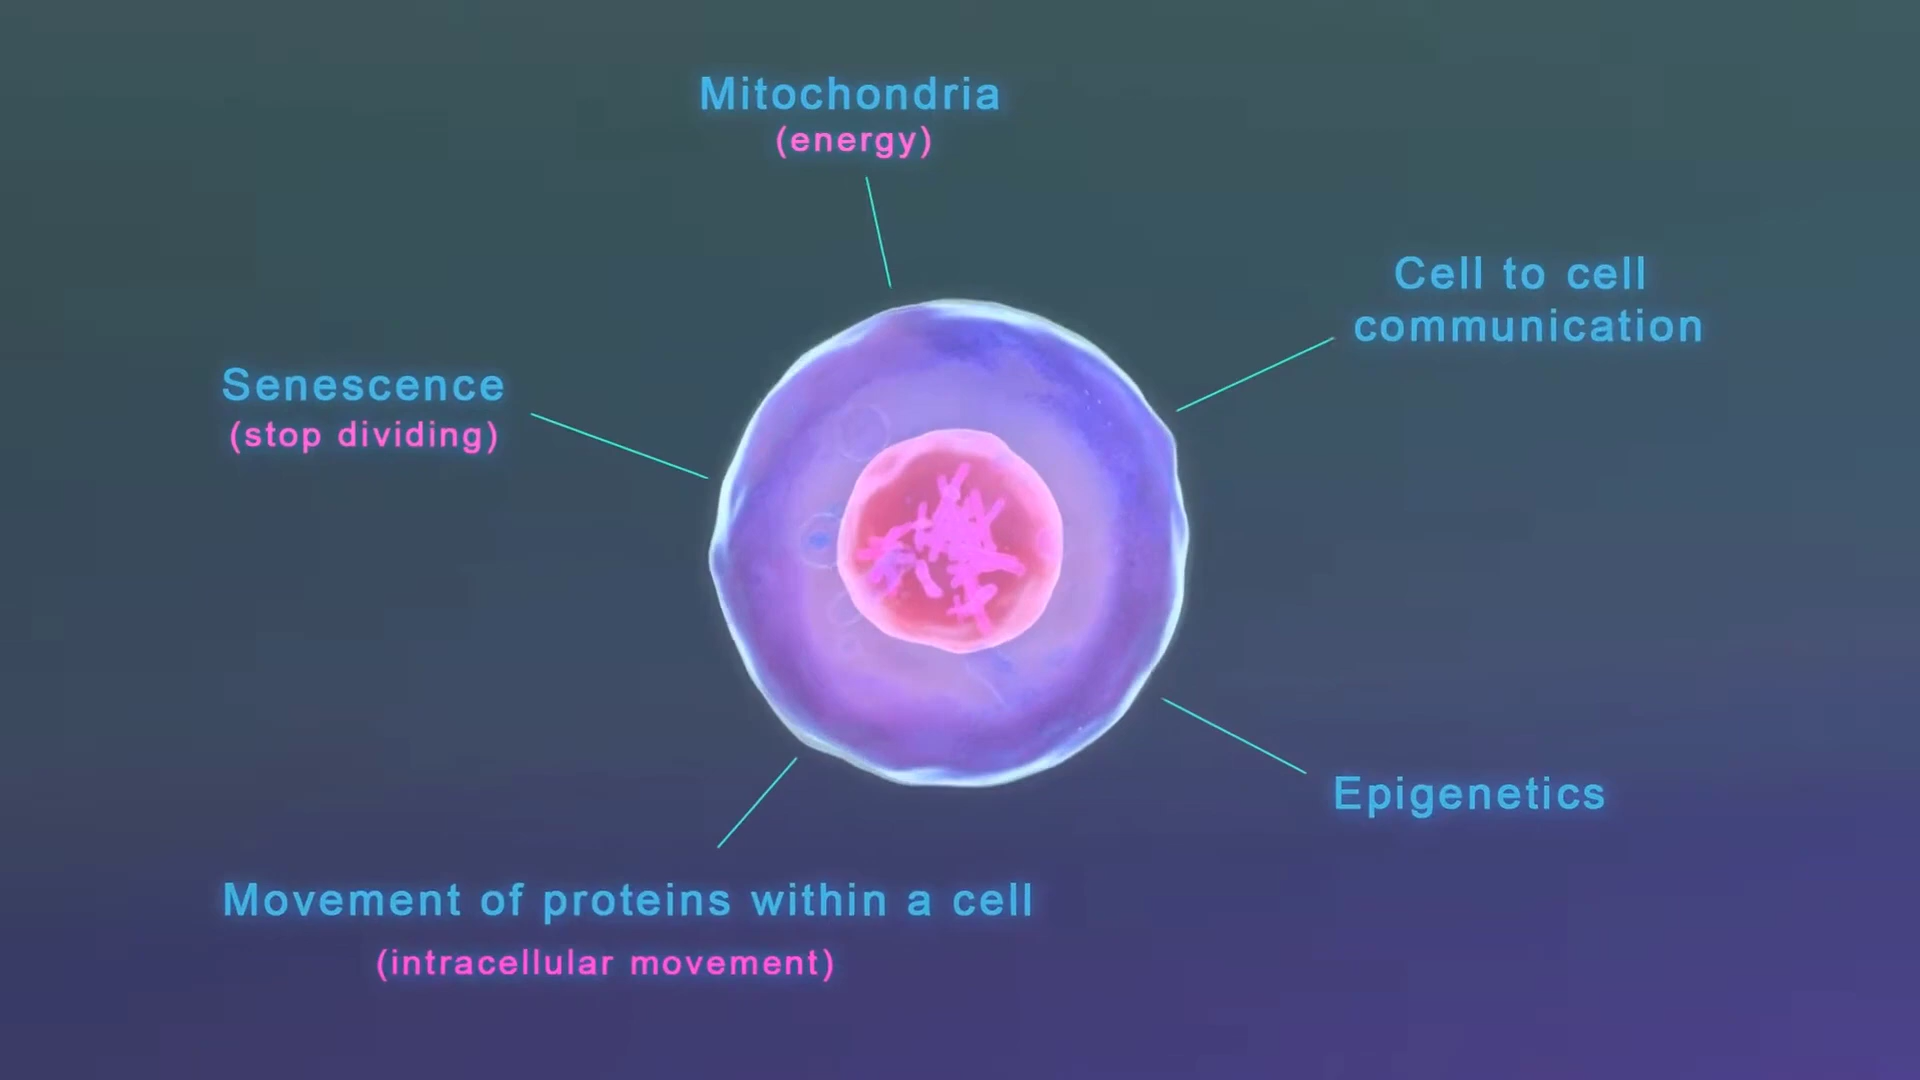 Mitochondria
(energy)
Cell to cell
communication
Senescence
(stop dividing)
Epigenetics
Movement of proteins within a cell
(intracellular movement)